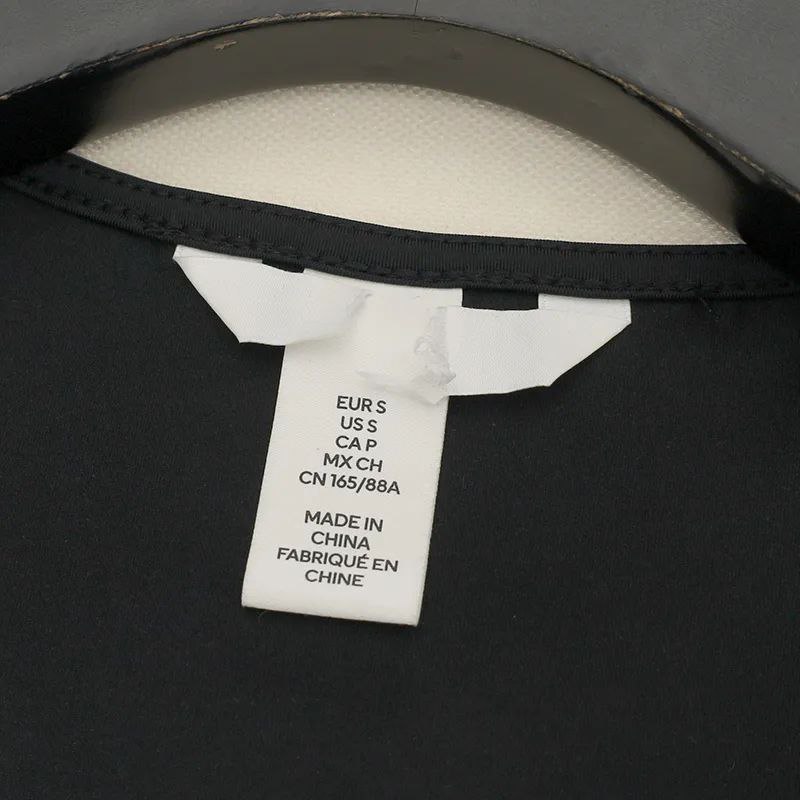 EUR S
US S
CA P
MX CH
CN 165/88A
MADE IN
CHINA
FABRIQUÉ EN
CHINE